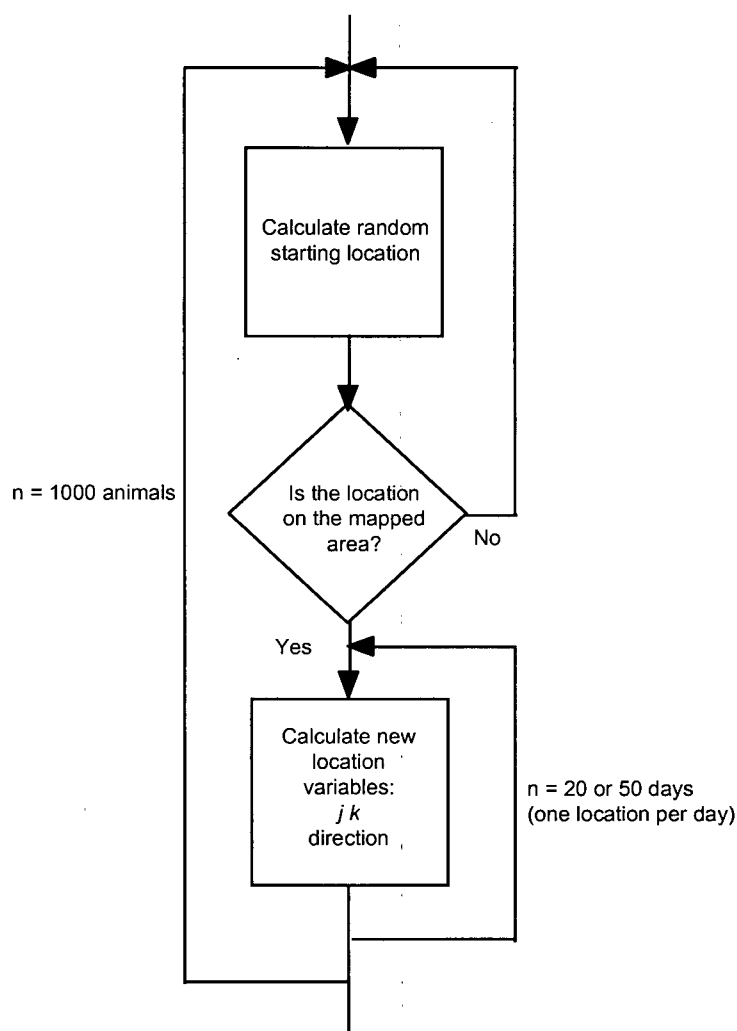 Calculate random
starting location
Is the location
on the mapped
area?
n = 1000 animals
No
Yes
Calculate new
location
variables:
j k
direction
n = 20 or 50 days
(one location per day)